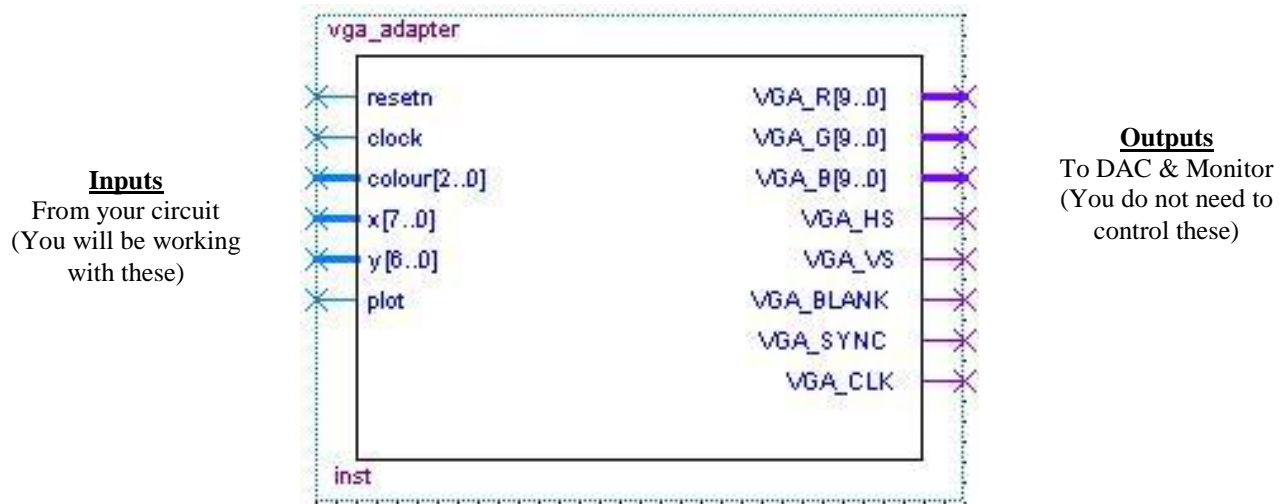 vga_adapter
Inputs
From your circuit
(You will be working
with these)
resetn
clock
colour[2..0]
x[7..0]
y[6..0]
plot
VGA_R[9..0]
VGA_G[9..0]
VGA_B[9..0]
VGA_HS
VGA_VS
VGA_BLANK
VGA_SYNC
VGA_CLK
inst
Outputs
To DAC & Monitor
(You do not need to
control these)